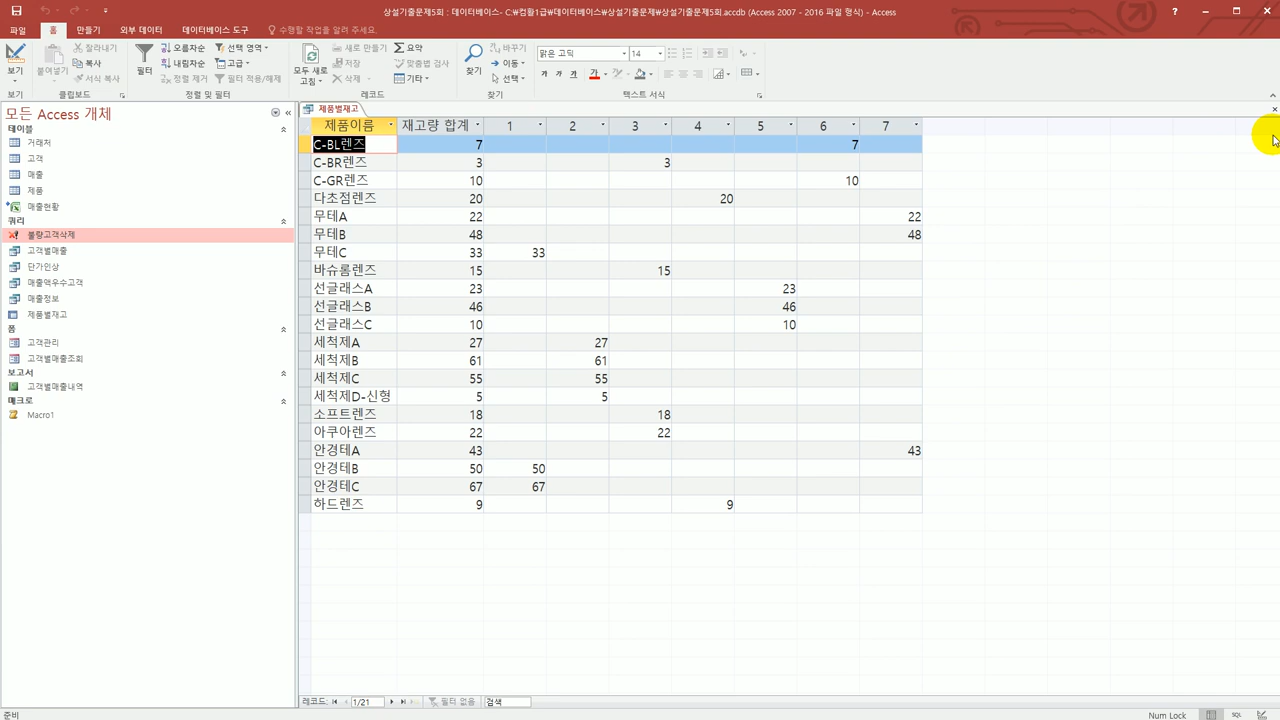 상설기출문제5회 : 데이터베이스- C:₩컴활1급₩데이터베이스₩상설기출문제₩상설기출문제5회.accdb (Access 2007 - 2016 파일 형식) - Access
파일 홈 만들기 외부 데이터 데이터베이스 도구 수행할 작업을 알려 주세요.
보기 붙여넣기 잘라내기 복사 서식 복사 필터 오름차순 내림차순 정렬 제거 선택 영역 고급 필터 적용/해제 모두 새로 고침 새로 만들기 저장 삭제 요약 맞춤법 검사 기타 찾기 바꾸기 이동 선택 맑은 고딕 14 가 가 가 가
보기 클립보드 정렬 및 필터 레코드 찾기 텍스트 서식
모든 Access 개체
테이블
거래처
고객
매출
제품
매출현황
쿼리
불량고객삭제
고객별매출
단가인상
매출액우수고객
매출정보
제품별재고
폼
고객관리
고객별매출조회
보고서
고객별매출내역
매크로
Macro1
제품별재고
제품이름 재고량 합계 1 2 3 4 5 6 7
C-BL렌즈 7 7
C-BR렌즈 3 3
C-GR렌즈 10 10
다초점렌즈 20 20
무테A 22 22
무테B 48 48
무테C 33 33
바슈롬렌즈 15 15
선글래스A 23 23
선글래스B 46 46
선글래스C 10 10
세척제A 27 27
세척제B 61 61
세척제C 55 55
세척제D-신형 5 5
소프트렌즈 18 18
아쿠아렌즈 22 22
안경테A 43 43
안경테B 50 50
안경테C 67 67
하드렌즈 9 9
레코드: 1/21 필터 없음 검색
준비 Num Lock SQL